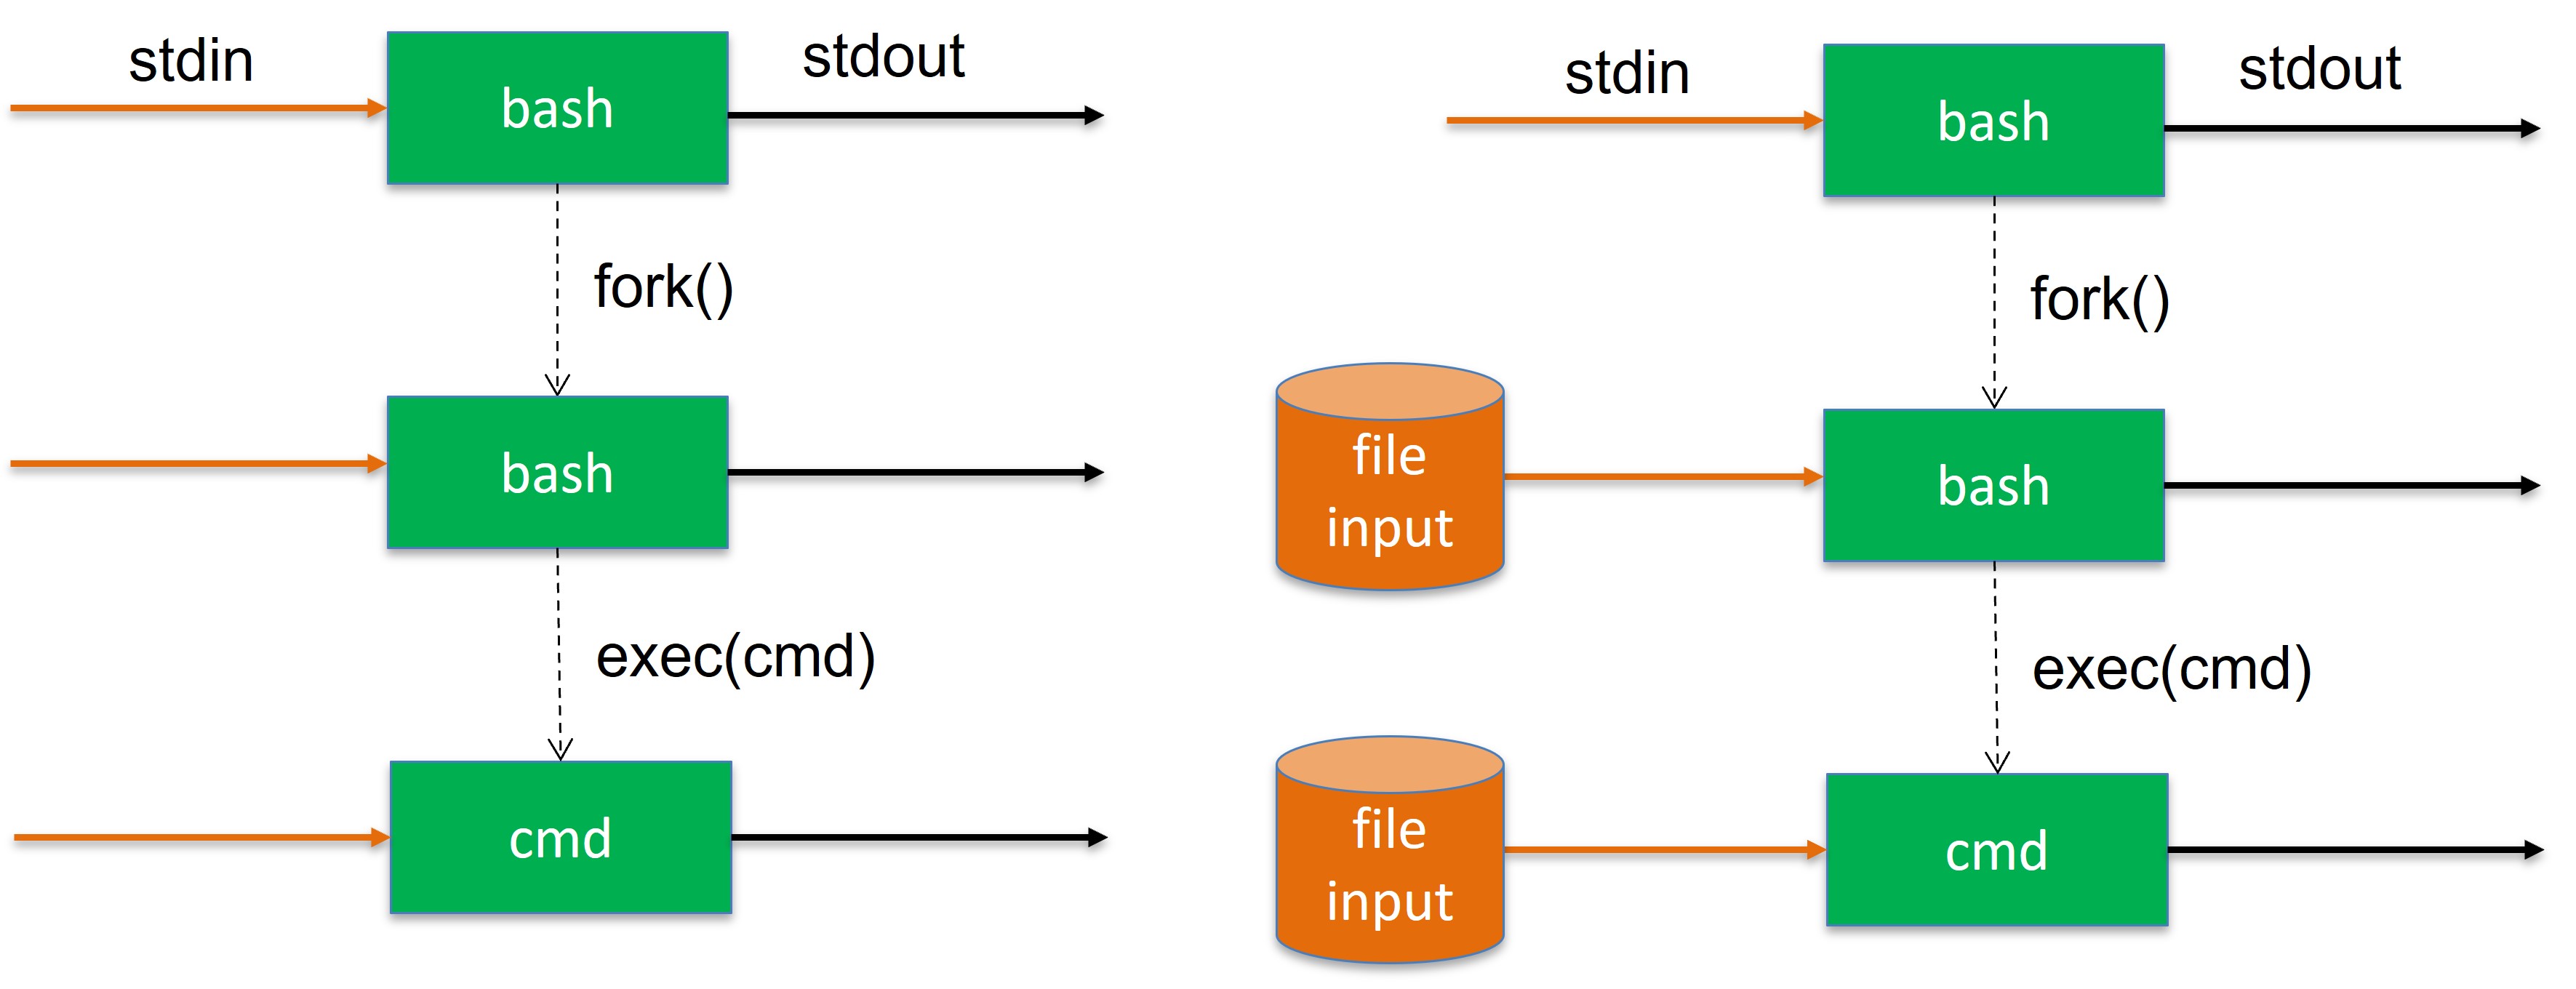 stdin
bash
stdout
fork()
bash
exec(cmd)
cmd
stdin
bash
stdout
fork()
file
input
bash
exec(cmd)
file
input
cmd